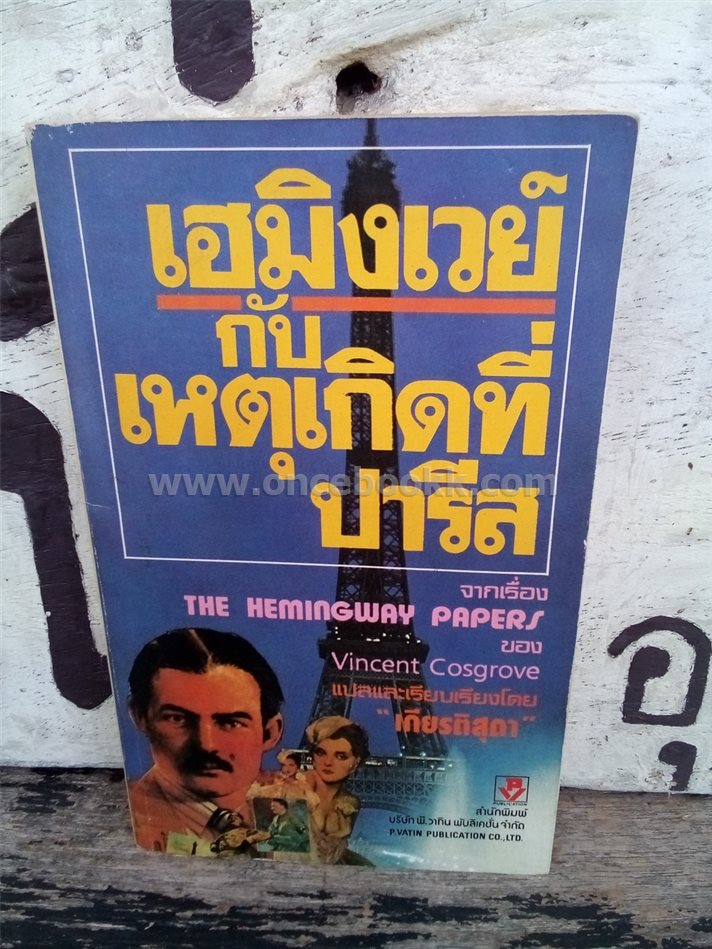 เฮมิงเวย์
กับ
เหตุเกิดที่
ปารีส
www.oncebookk.com
จากเรื่อง
THE HEMINGWAY PAPERS
ของ
Vincent Cosgrove
แปลและเรียบเรียงโดย
"เกียรติสุดา"
PV
PUBLICATION
สำนักพิมพ์
บริษัท พี.วาทิน พับลิเคชั่น จำกัด
P.VATIN PUBLICATION CO.,LTD.
อุ